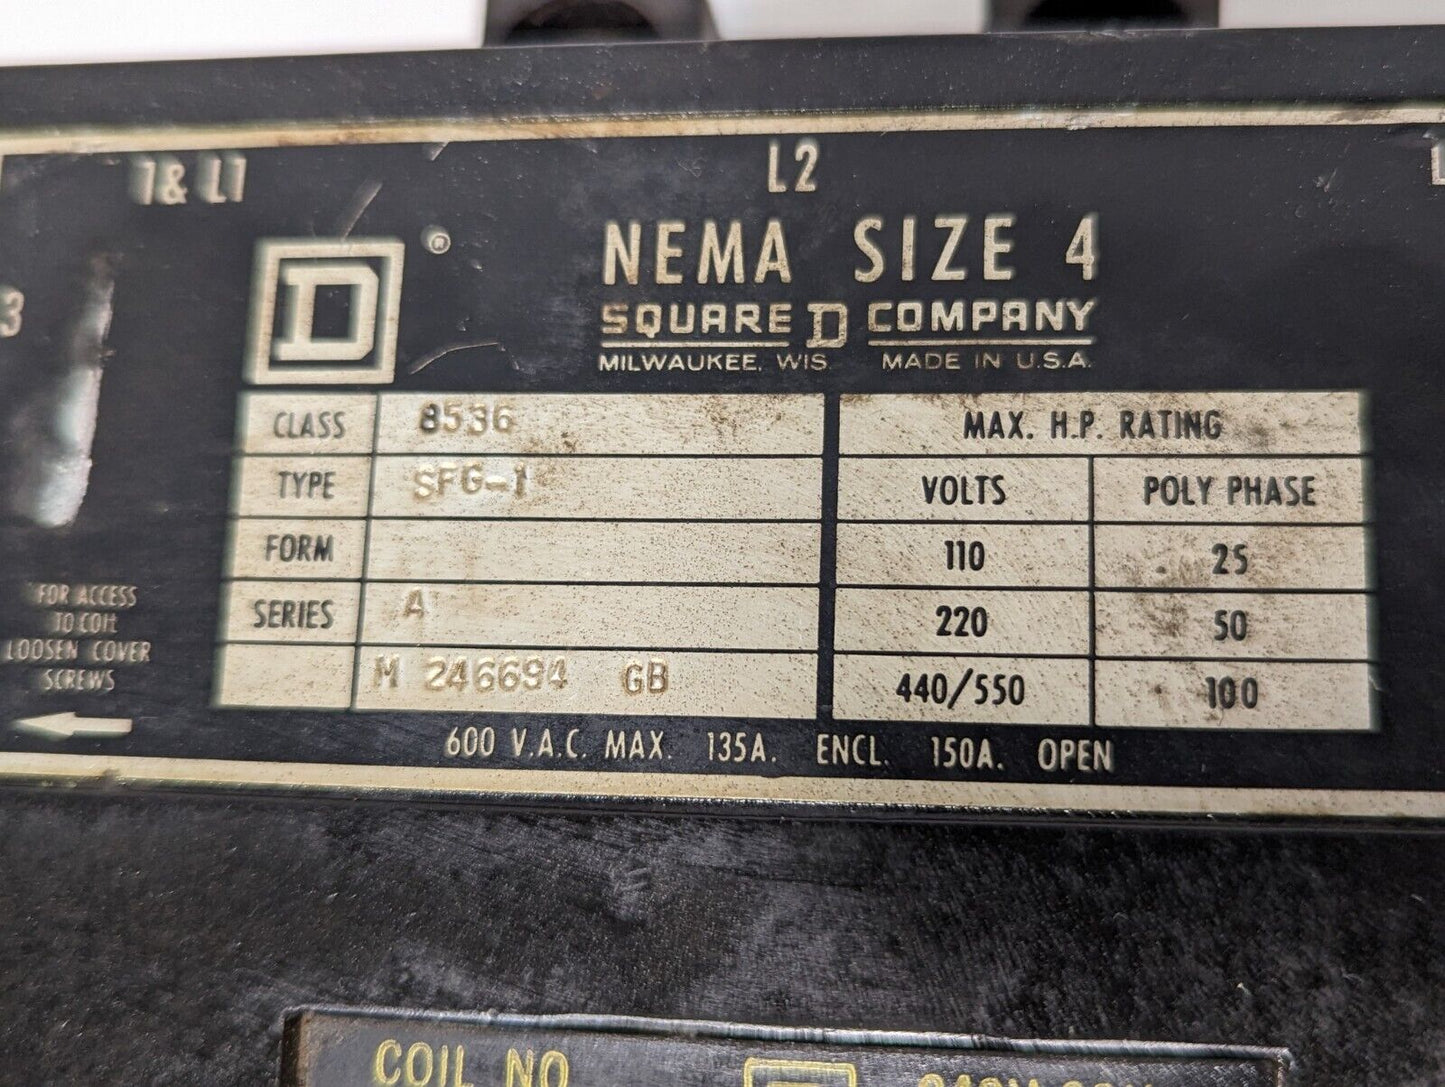 1& L1 L2
3
D ®
NEMA SIZE 4
SQUARE D COMPANY
MILWAUKEE, WIS. MADE IN U.S.A.
CLASS 8536 MAX. H.P. RATING
TYPE SFG-1 VOLTS POLY PHASE
FORM 110 25
SERIES A 220 50
M 246694 GB 440/550 100
600 V.A.C. MAX. 135A. ENCL. 150A. OPEN
FOR ACCESS
TO COIL
LOOSEN COVER
SCREWS
COIL NO